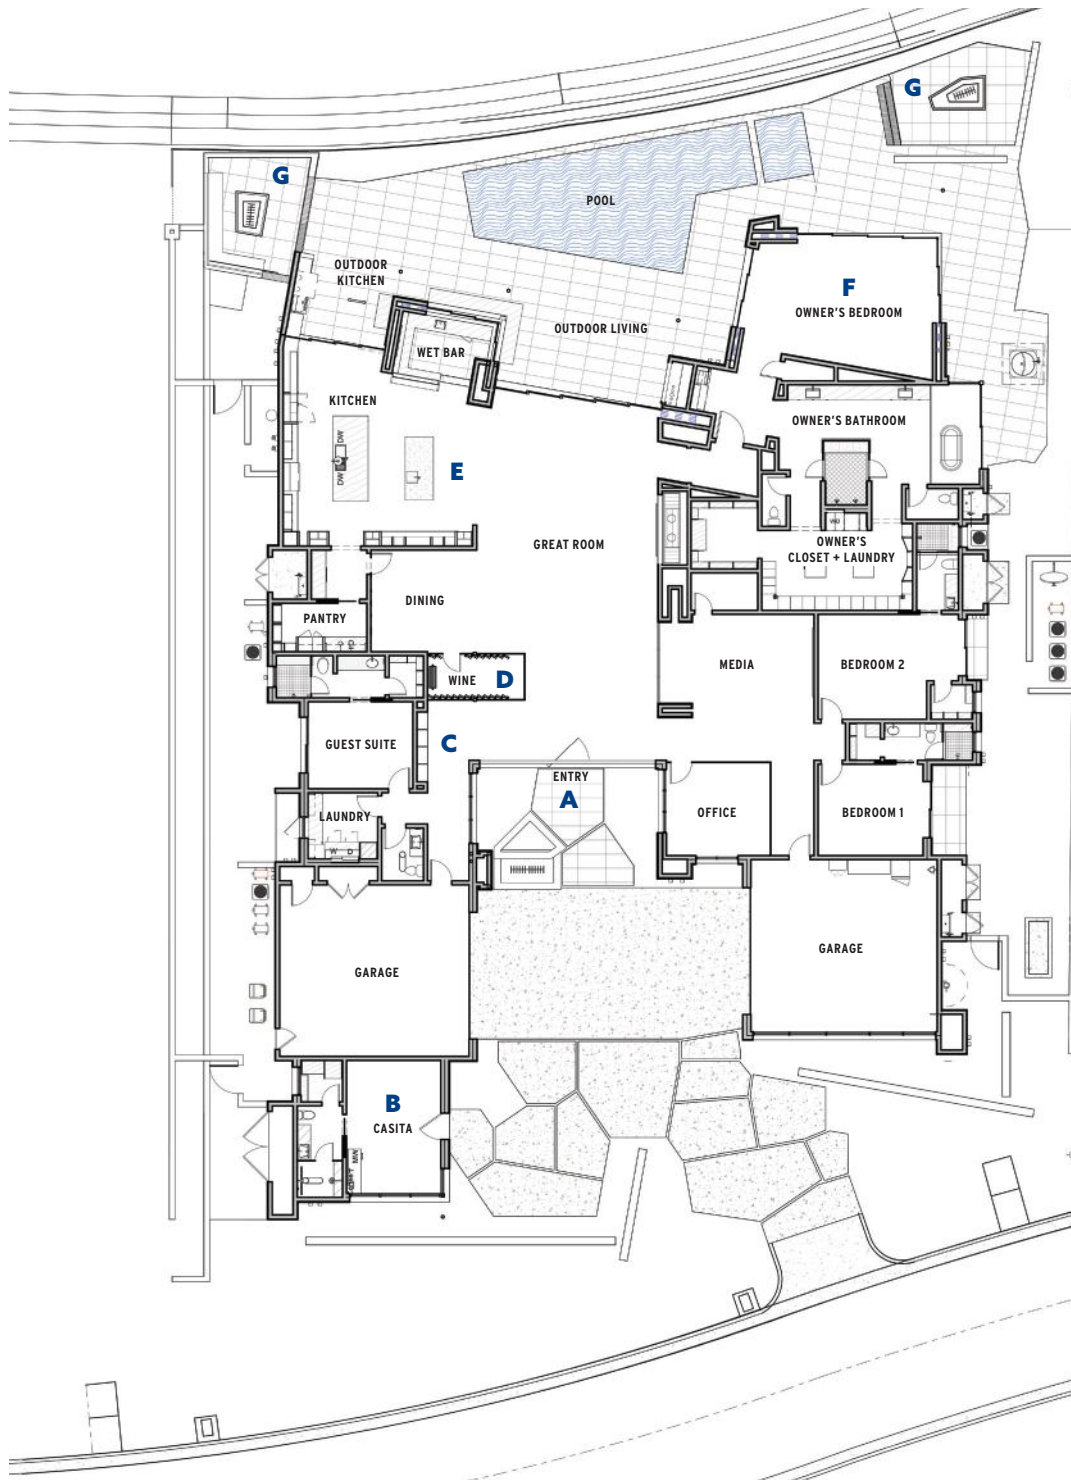 G
G
POOL
OUTDOOR
KITCHEN
F
OWNER'S BEDROOM
OUTDOOR LIVING
WET BAR
KITCHEN
OWNER'S BATHROOM
DW
DW
E
W/D
GREAT ROOM
OWNER'S
CLOSET + LAUNDRY
DINING
PANTRY
MEDIA
BEDROOM 2
WINE
D
GUEST SUITE
C
ENTRY
A
LAUNDRY
OFFICE
BEDROOM 1
W D
GARAGE
GARAGE
B
CASITA
MW